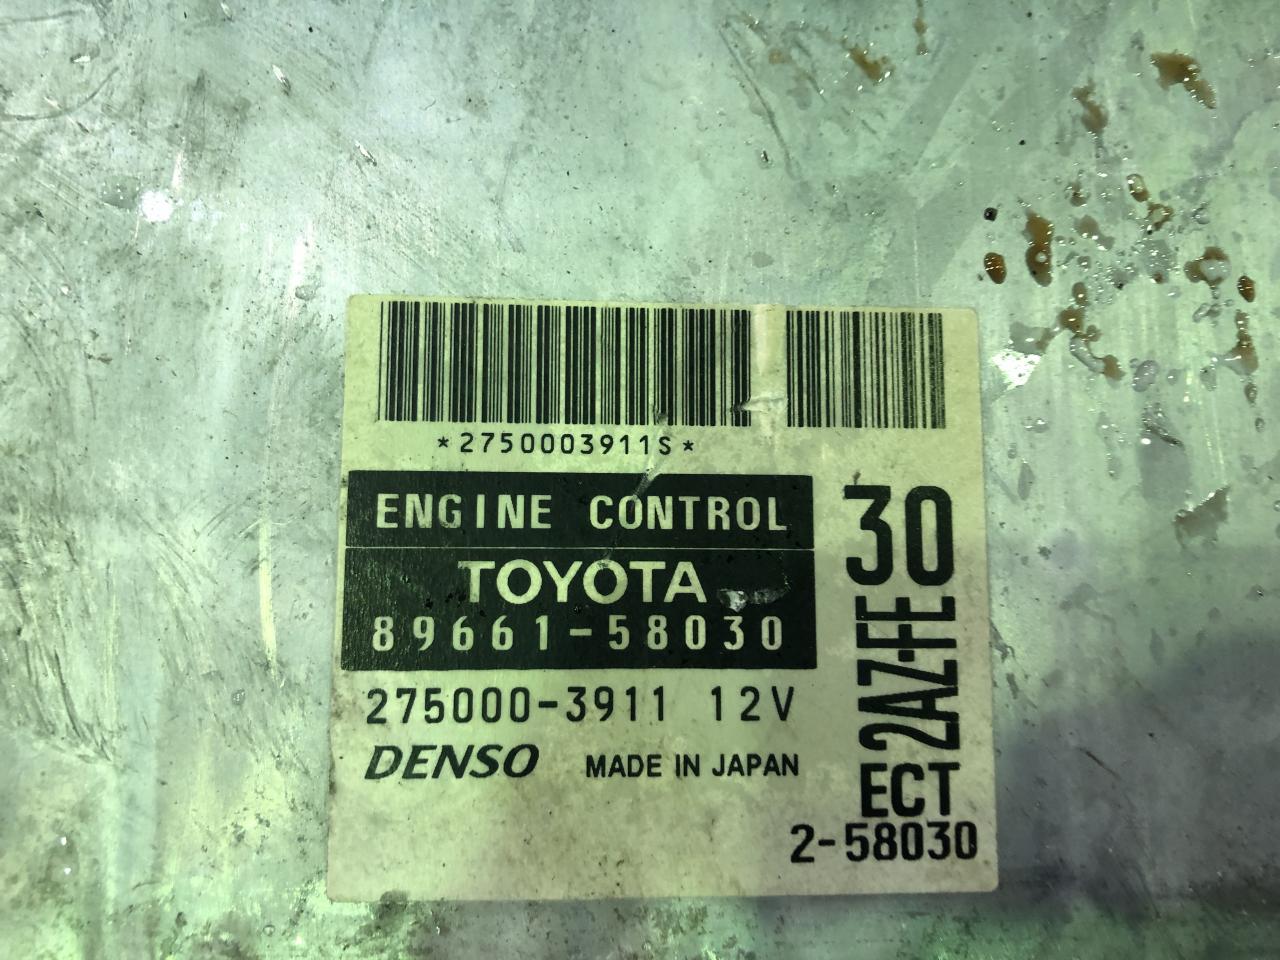 *2750003911S*
ENGINE CONTROL
TOYOTA
89661-58030
275000-3911 12V
DENSO MADE IN JAPAN
30
2AZ-FE
ECT
2-58030